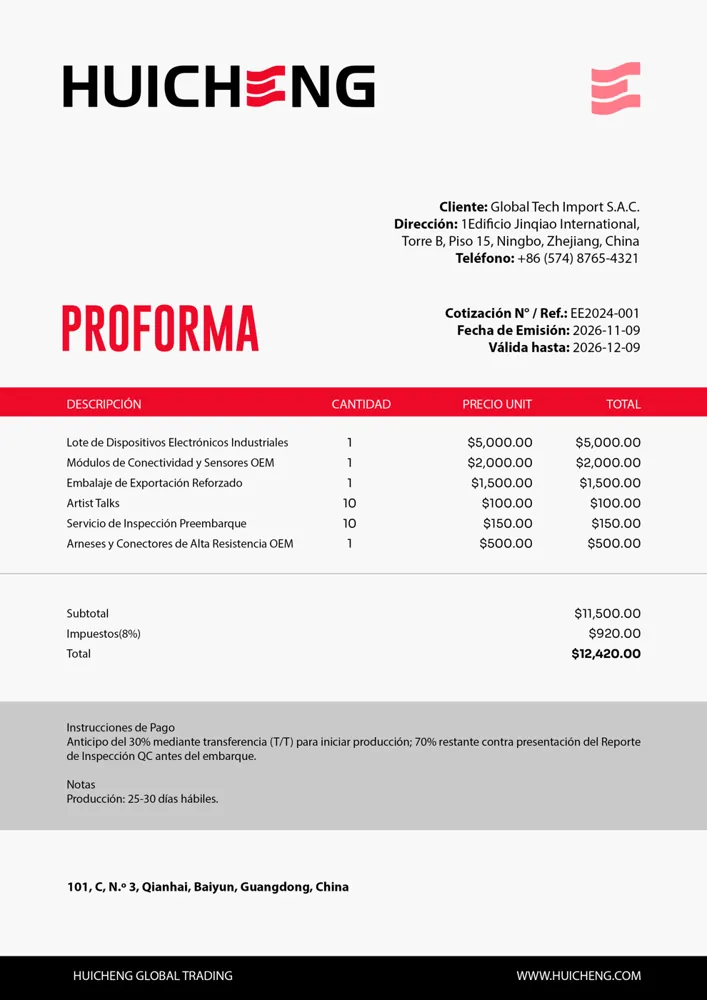 HUICHENG
Cliente: Global Tech Import S.A.C.
Dirección: 1Edificio Jinqiao International,
Torre B, Piso 15, Ningbo, Zhejiang, China
Teléfono: +86 (574) 8765-4321
PROFORMA
Cotización N° / Ref.: EE2024-001
Fecha de Emisión: 2026-11-09
Válida hasta: 2026-12-09
DESCRIPCIÓN CANTIDAD PRECIO UNIT TOTAL
Lote de Dispositivos Electrónicos Industriales 1 $5,000.00 $5,000.00
Módulos de Conectividad y Sensores OEM 1 $2,000.00 $2,000.00
Embalaje de Exportación Reforzado 1 $1,500.00 $1,500.00
Artist Talks 10 $100.00 $100.00
Servicio de Inspección Preembarque 10 $150.00 $150.00
Arneses y Conectores de Alta Resistencia OEM 1 $500.00 $500.00
Subtotal $11,500.00
Impuestos(8%) $920.00
Total $12,420.00
Instrucciones de Pago
Anticipo del 30% mediante transferencia (T/T) para iniciar producción; 70% restante contra presentación del Reporte
de Inspección QC antes del embarque.
Notas
Producción: 25-30 días hábiles.
101, C, N.º 3, Qianhai, Baiyun, Guangdong, China
HUICHENG GLOBAL TRADING WWW.HUICHENG.COM